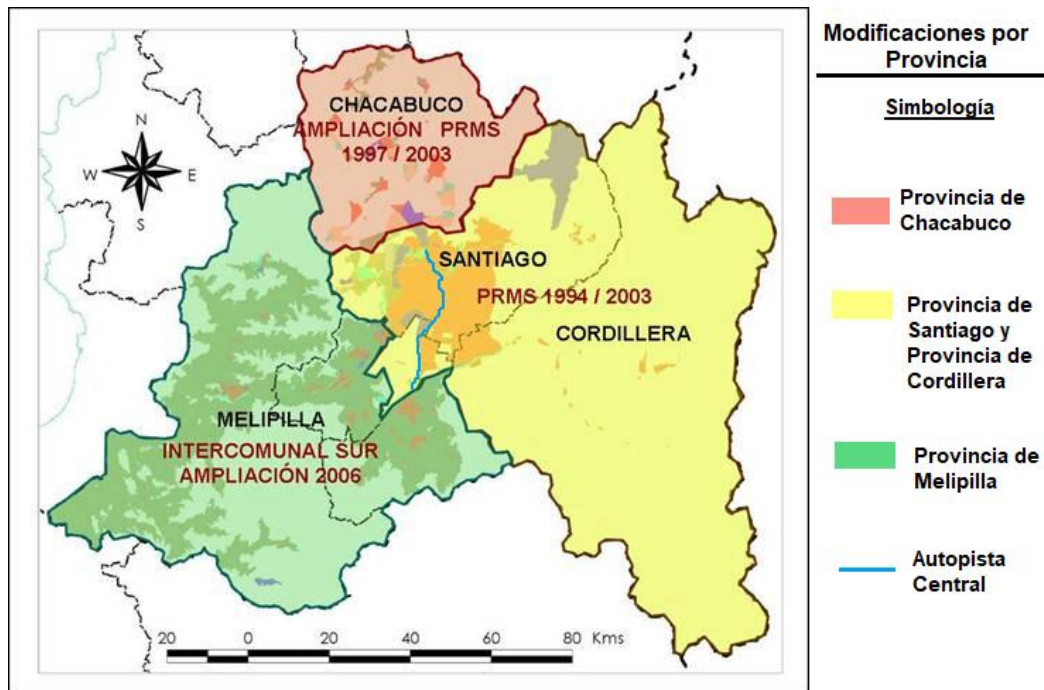 CHACABUCO
AMPLIACIÓN PRMS
1997 / 2003
N
W E
S
SANTIAGO
PRMS 1994 / 2003
CORDILLERA
MELIPILLA
INTERCOMUNAL SUR
AMPLIACIÓN 2006
20 0 20 40 60 80 Kms
Modificaciones por
Provincia
Simbología
Provincia de
Chacabuco
Provincia de
Santiago y
Provincia de
Cordillera
Provincia de
Melipilla
Autopista
Central